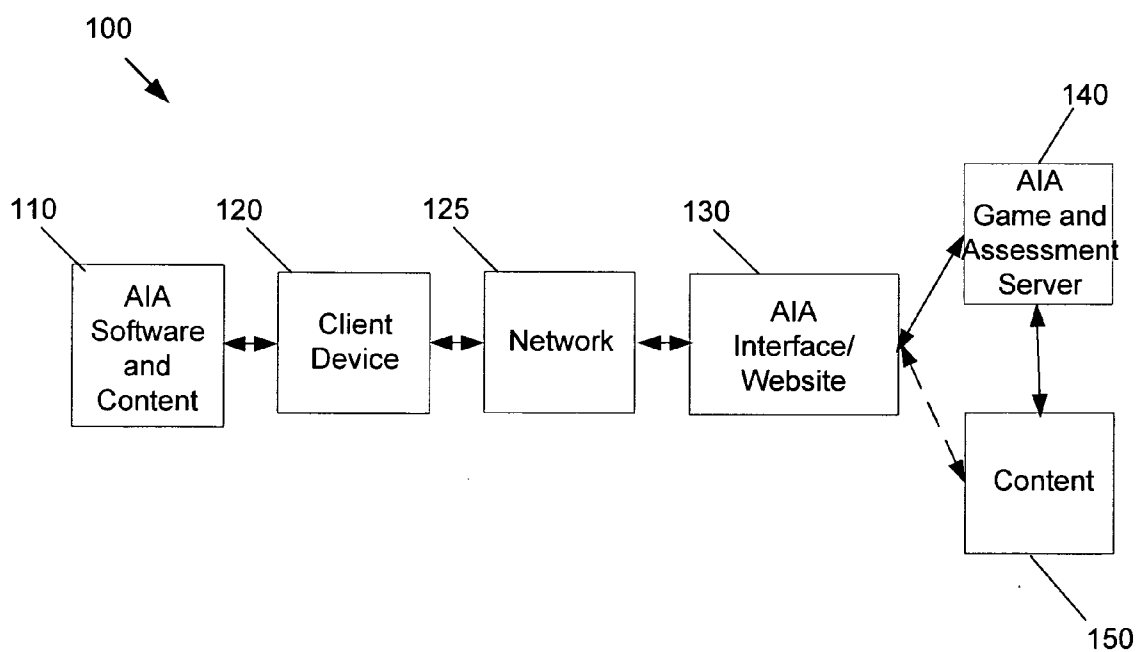 100
140
110
120
125
130
AIA
Game and
Assessment
Server
AIA
Software
and
Content
Client
Device
Network
AIA
Interface/
Website
Content
150